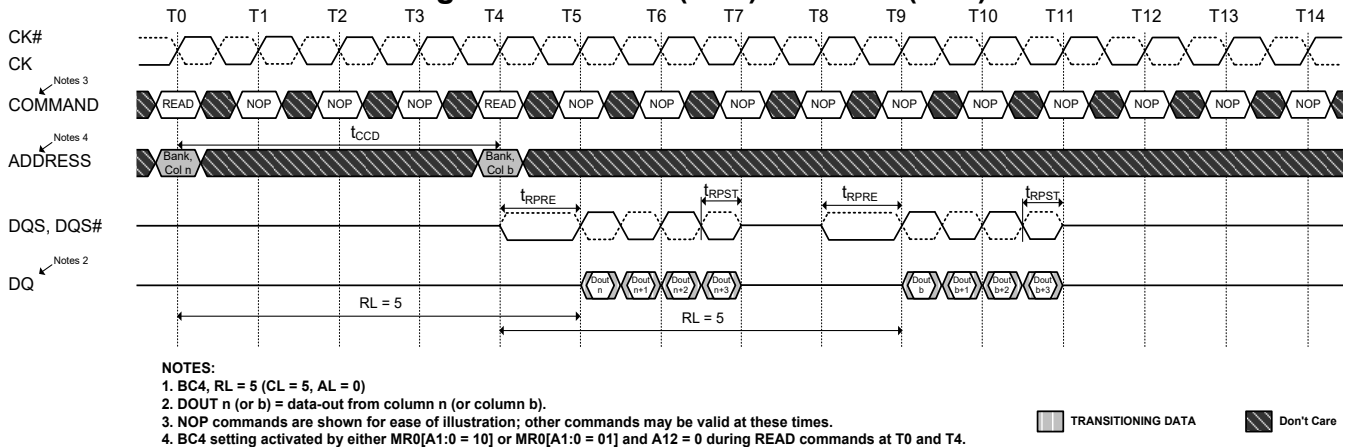 T0 T1 T2 T3 T4 T5 T6 T7 T8 T9 T10 T11 T12 T13 T14
CK#
CK
Notes 3
COMMAND
READ NOP NOP NOP READ NOP NOP NOP NOP NOP NOP NOP NOP NOP NOP
tCCD
Notes 4
ADDRESS
Bank, Col n
Bank, Col b
tRPRE tRPST tRPRE tRPST
DQS, DQS#
Notes 2
DQ
Dout n Dout n+1 Dout n+2 Dout n+3 Dout b Dout b+1 Dout b+2 Dout b+3
RL = 5
RL = 5
NOTES:
1. BC4, RL = 5 (CL = 5, AL = 0)
2. DOUT n (or b) = data-out from column n (or column b).
3. NOP commands are shown for ease of illustration; other commands may be valid at these times.
4. BC4 setting activated by either MR0[A1:0 = 10] or MR0[A1:0 = 01] and A12 = 0 during READ commands at T0 and T4.
TRANSITIONING DATA
Don't Care